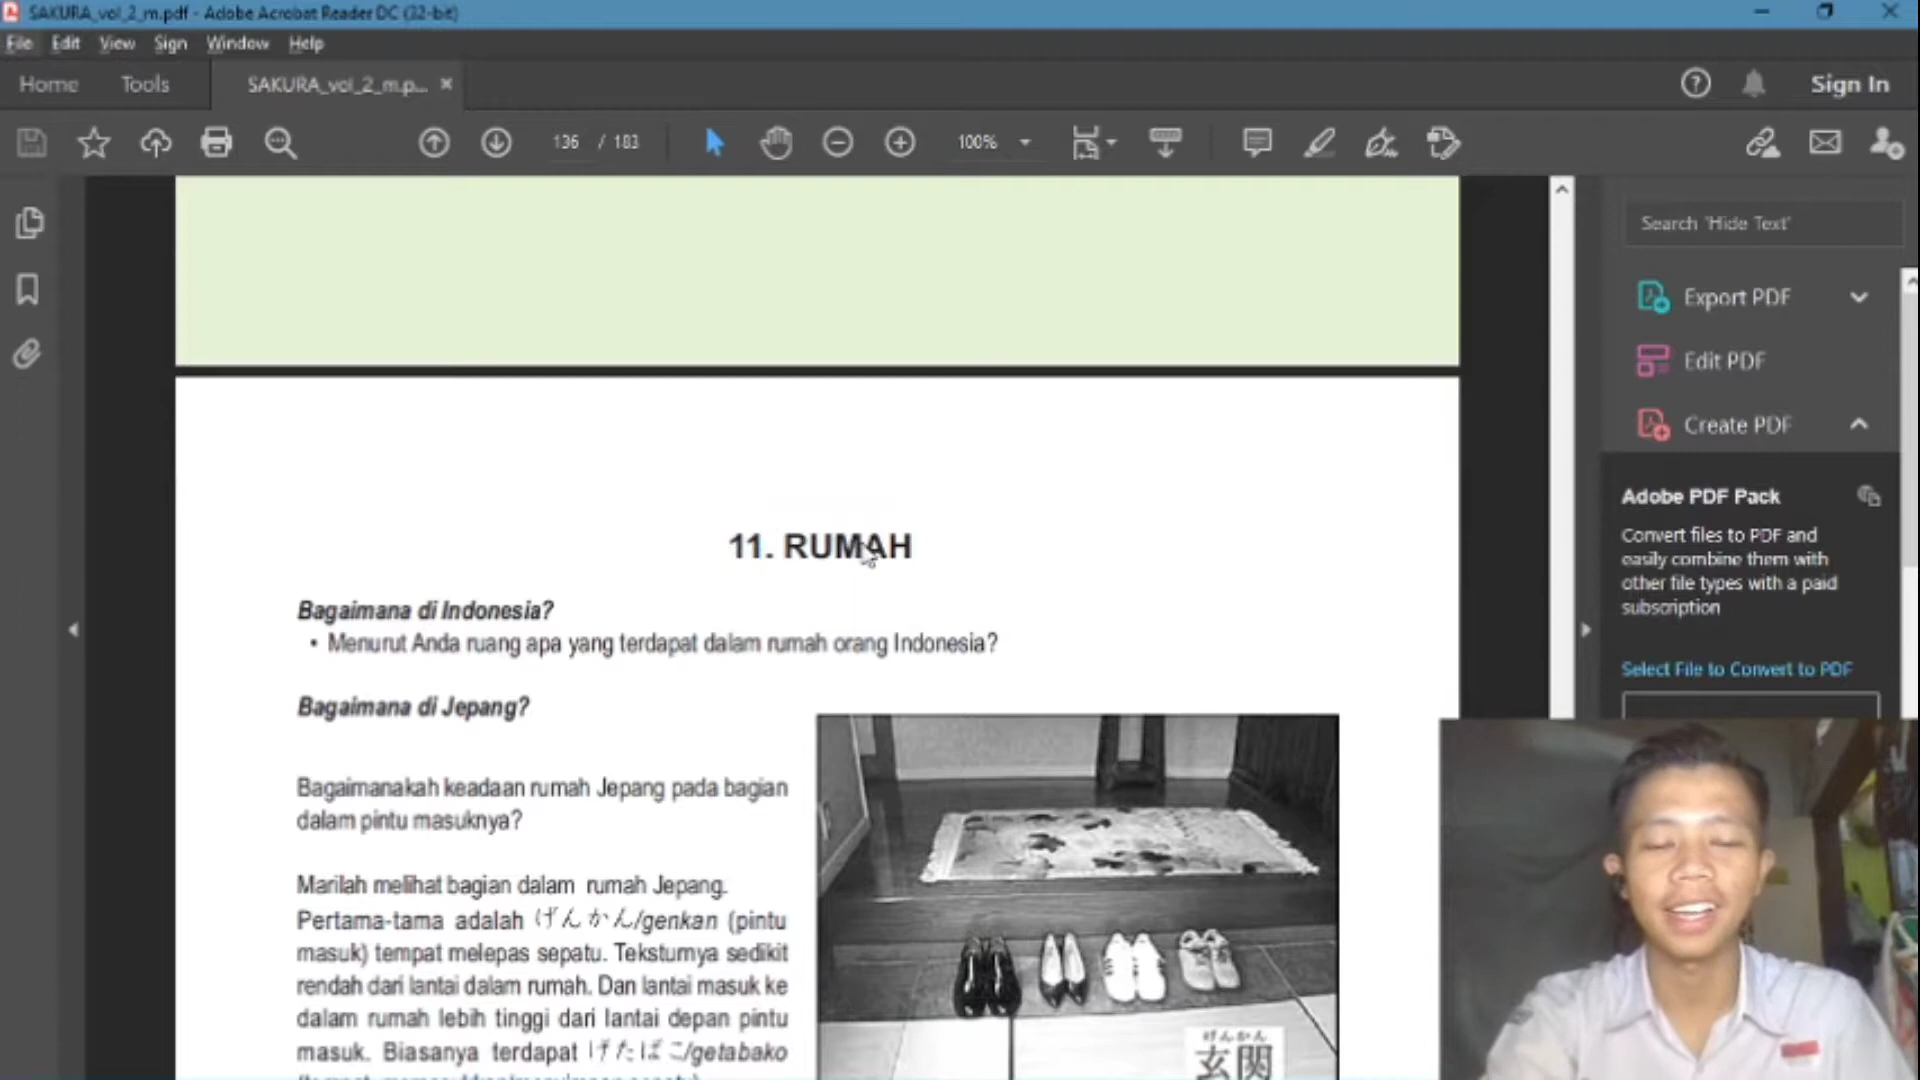 SAKURA_vol_2_m.pdf - Adobe Acrobat Reader DC (32-bit)
File Edit View Sign Window Help
Home Tools SAKURA_vol_2_m.p... Sign In
136 / 183 100%
Search 'Hide Text'
Export PDF
Edit PDF
Create PDF
Adobe PDF Pack
Convert files to PDF and
easily combine them with
other file types with a paid
subscription
Select File to Convert to PDF
11. RUMAH
Bagaimana di Indonesia?
• Menurut Anda ruang apa yang terdapat dalam rumah orang Indonesia?
Bagaimana di Jepang?
Bagaimanakah keadaan rumah Jepang pada bagian
dalam pintu masuknya?
Marilah melihat bagian dalam rumah Jepang.
Pertama-tama adalah げんかん/genkan (pintu
masuk) tempat melepas sepatu. Teksturnya sedikit
rendah dari lantai dalam rumah. Dan lantai masuk ke
dalam rumah lebih tinggi dari lantai depan pintu
masuk. Biasanya terdapat げたばこ/getabako
げんかん
玄関